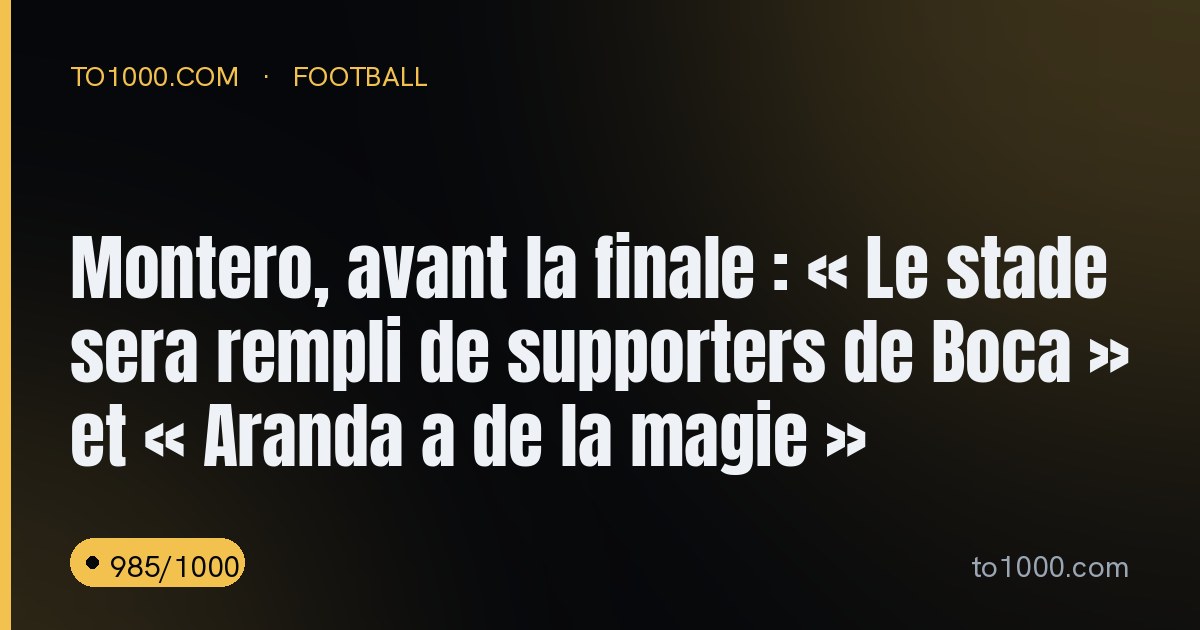 TO1000.COM · FOOTBALL
Montero, avant la finale : « Le stade
sera rempli de supporters de Boca »
et « Aranda a de la magie »
985/1000
to1000.com